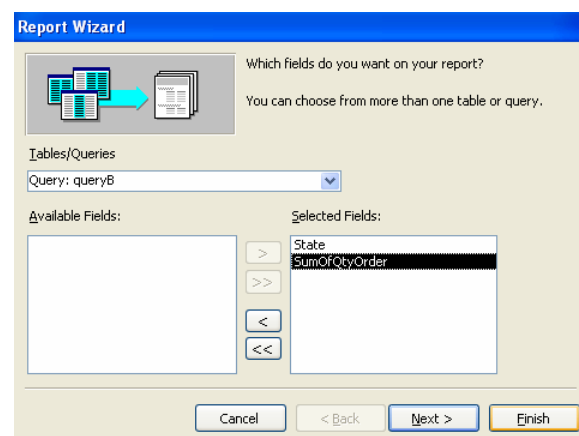 Report Wizard
Which fields do you want on your report?
You can choose from more than one table or query.
Tables/Queries
Query: queryB
Available Fields:
Selected Fields:
State
SumOfQtyOrder
>
>>
<
<<
Cancel
< Back
Next >
Finish